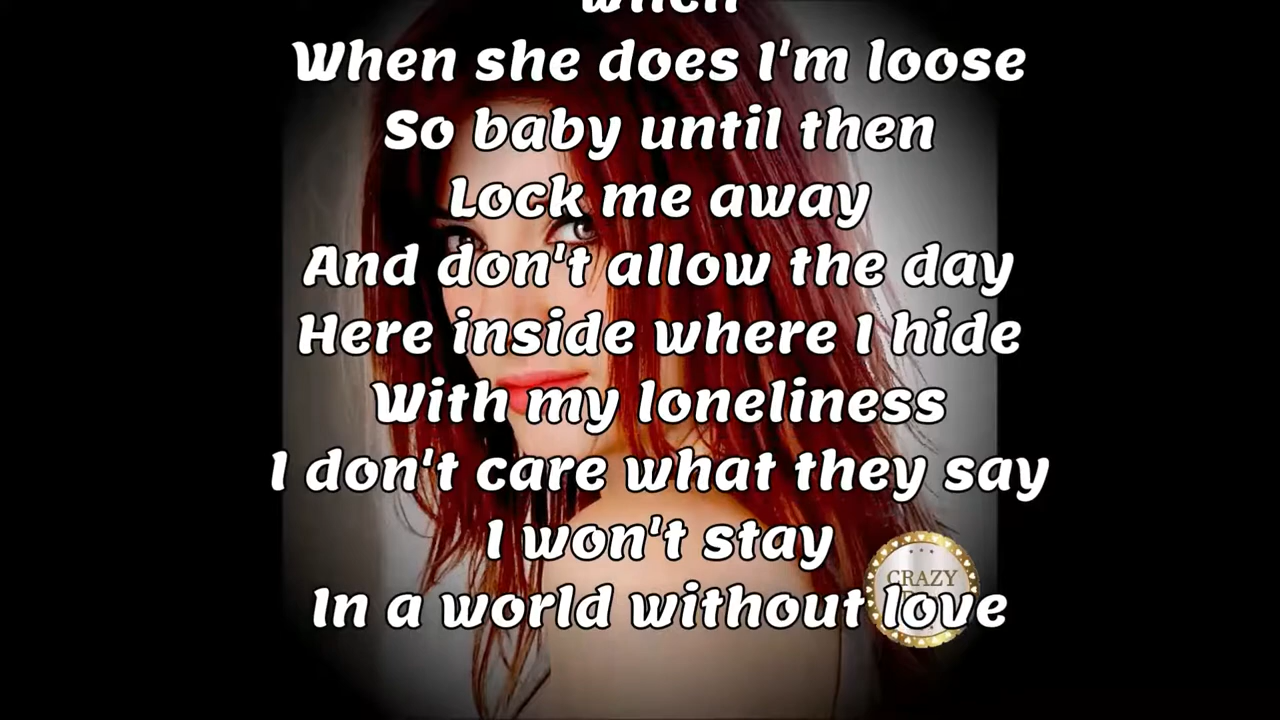 when
When she does I'm loose
So baby until then
Lock me away
And don't allow the day
Here inside where I hide
With my loneliness
I don't care what they say
I won't stay
In a world without love
CRAZY